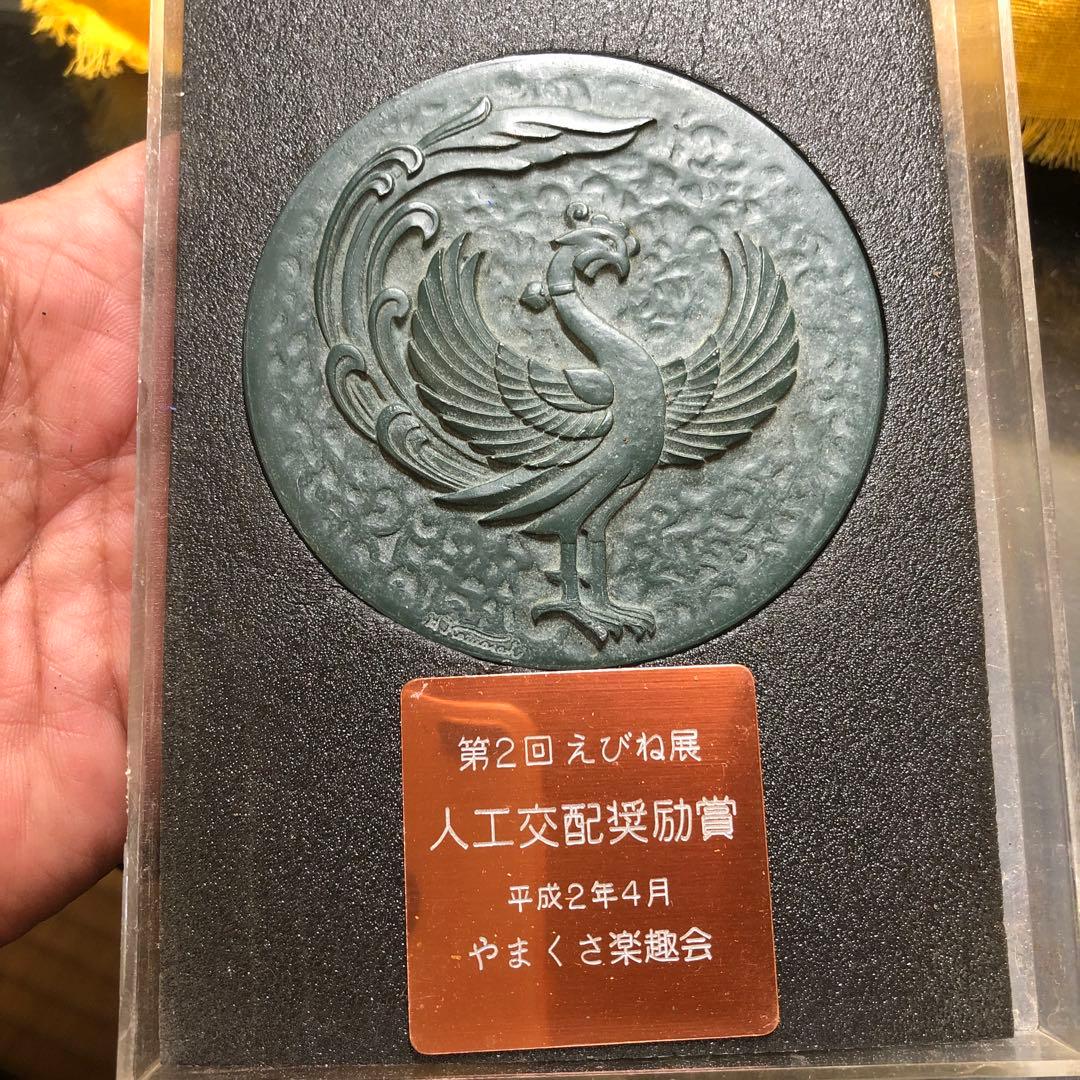 第2回 えびね展
人工交配奨励賞
平成2年4月
やまくさ楽趣会